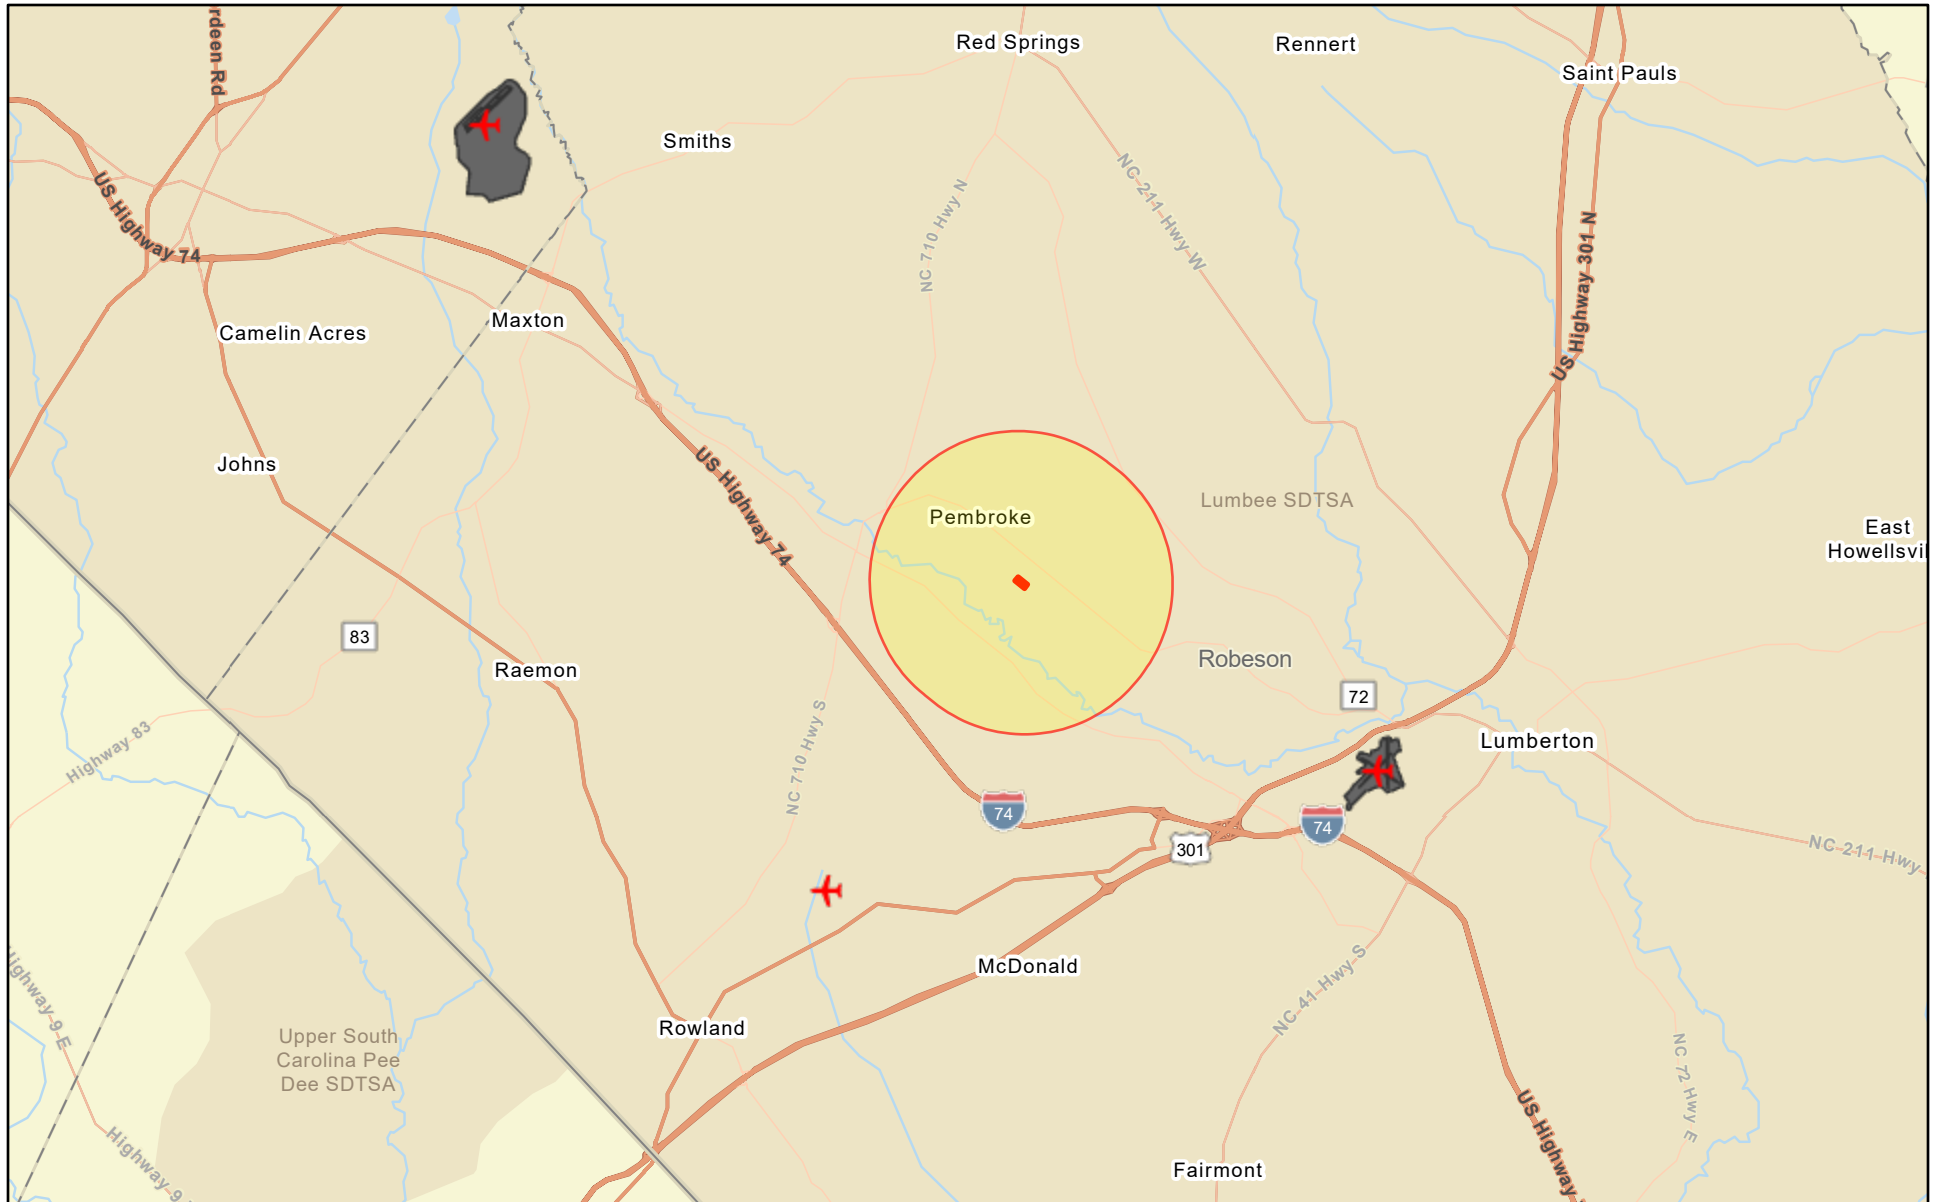 rdeen Rd
Red Springs
Rennert
Saint Pauls
Smiths
US Highway 74
NC 710 Hwy N
NC 211 Hwy W
US Highway 301 N
Camelin Acres
Maxton
Johns
US Highway 74
Pembroke
Lumbee SDTSA
East
Howellsvil
83
Raemon
Robeson
72
Highway 83
NC 710 Hwy S
Lumberton
74
74
301
NC 211 Hwy
McDonald
Highway 9 E
NC 41 Hwy S
Rowland
Upper South
Carolina Pee
Dee SDTSA
NC 72 Hwy E
US Highway
Highway 9
Fairmont